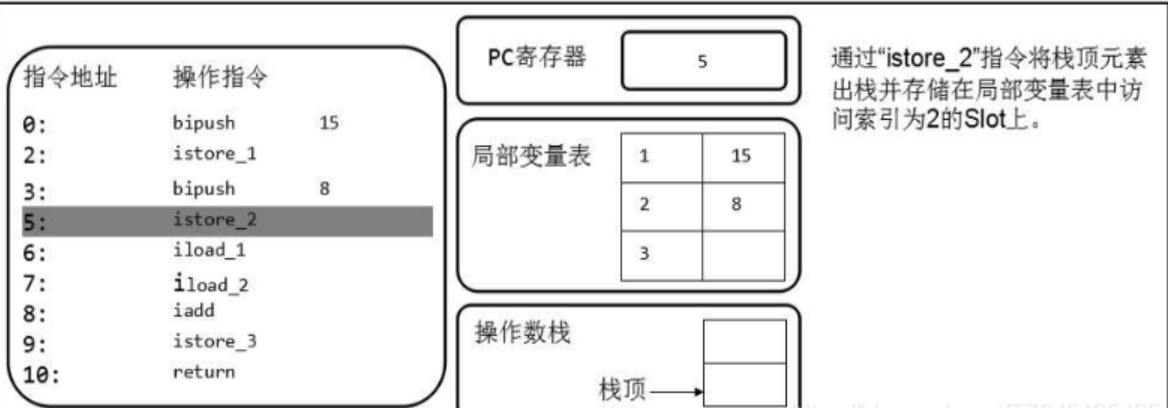 指令地址 操作指令
0: bipush 15
2: istore_1
3: bipush 8
5: istore_2
6: iload_1
7: iload_2
8: iadd
9: istore_3
10: return
PC寄存器 5
局部变量表 1 15
2 8
3
操作数栈
栈顶
通过“istore_2”指令将栈顶元素
出栈并存储在局部变量表中访
问索引为2的Slot上。